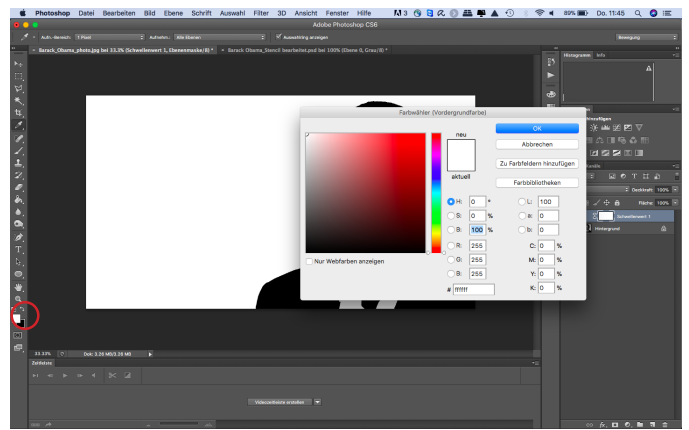 Photoshop Datei Bearbeiten Bild Ebene Schrift Auswahl Filter 3D Ansicht Fenster Hilfe 89% Do. 11:45
Adobe Photoshop CS6
Aufn.-Bereich: 1 Pixel Aufnehm.: Alle Ebenen Auswahlring anzeigen Bewegung
× Barack_Obama_photo.jpg bei 33,3% (Schwellenwert 1, Ebenenmaske/8) * × Barack_Obama_Stencil bearbeitet.psd bei 100% (Ebene 0, Grau/8) *
Histogramm Info
Farbwähler (Vordergrundfarbe)
neu
aktuell
OK
Abbrechen
Zu Farbfeldern hinzufügen
Farbbibliotheken
H: 0 ° L: 100
S: 0 % a: 0
B: 100 % b: 0
R: 255 C: 0 %
G: 255 M: 0 %
B: 255 Y: 0 %
# ffffff K: 0 %
Nur Webfarben anzeigen
Deckkraft: 100%
Fläche: 100%
Schwellenwert 1
Hintergrund
33.33% Dok: 3.26 MB/3.26 MB
Zeitleiste
Videozeitleiste erstellen